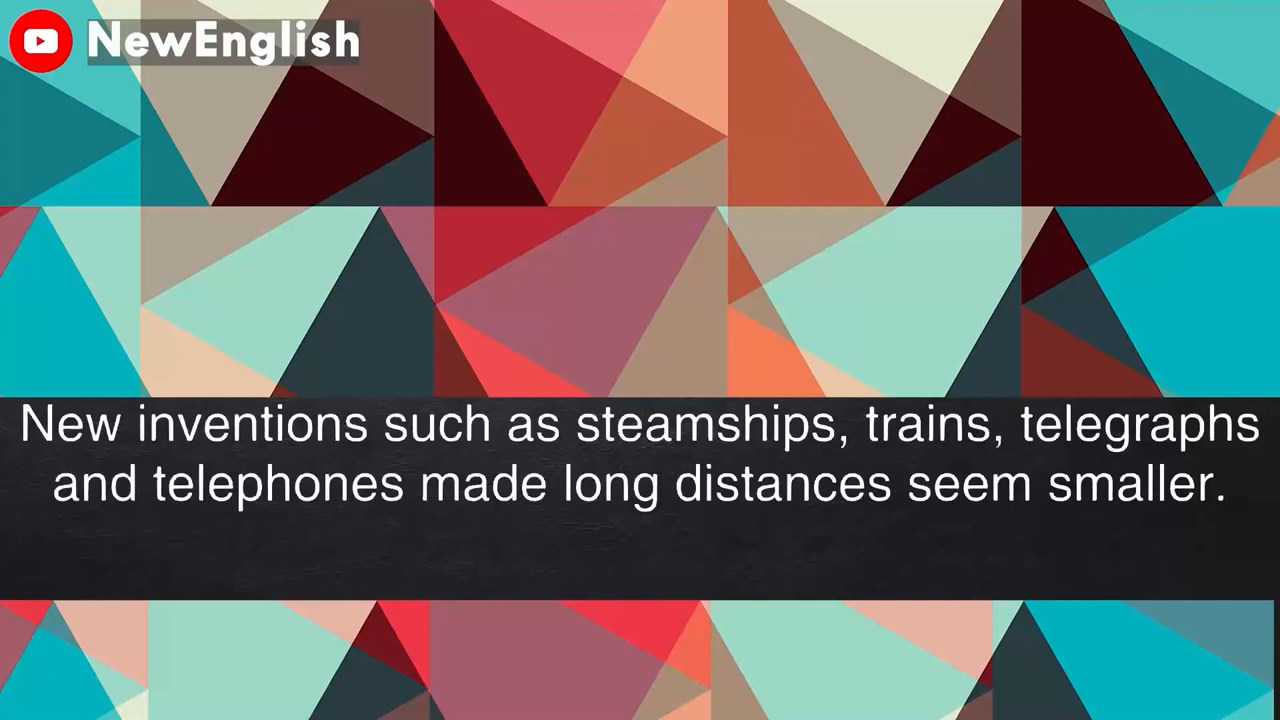 NewEnglish
New inventions such as steamships, trains, telegraphs
and telephones made long distances seem smaller.